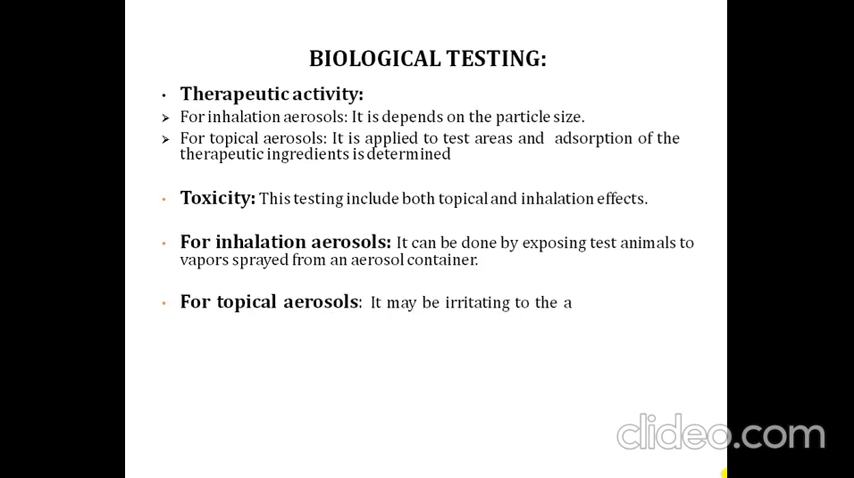 BIOLOGICAL TESTING:
• Therapeutic activity:
➢ For inhalation aerosols: It is depends on the particle size.
➢ For topical aerosols: It is applied to test areas and adsorption of the
therapeutic ingredients is determined
• Toxicity: This testing include both topical and inhalation effects.
• For inhalation aerosols: It can be done by exposing test animals to
vapors sprayed from an aerosol container.
• For topical aerosols: It may be irritating to the a
clideo.com